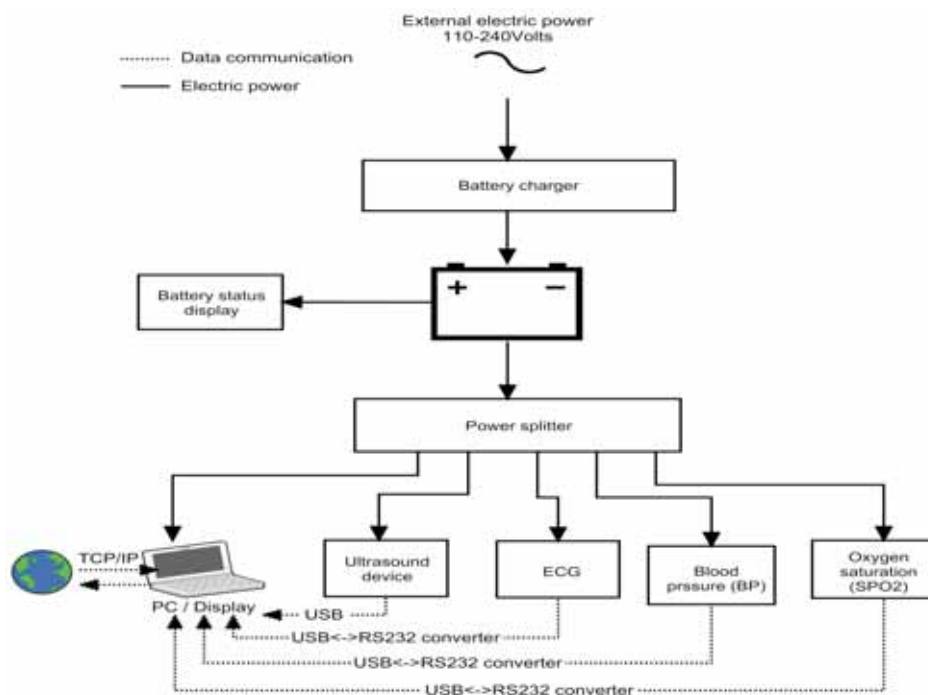 External electric power
110-240Volts
Data communication
Electric power
Battery charger
+ −
Battery status
display
Power splitter
TCP/IP
PC / Display
Ultrasound
device
ECG
Blood
prssure (BP)
Oxygen
saturation
(SPO2)
USB
USB<->RS232 converter
USB<->RS232 converter
USB<->RS232 converter